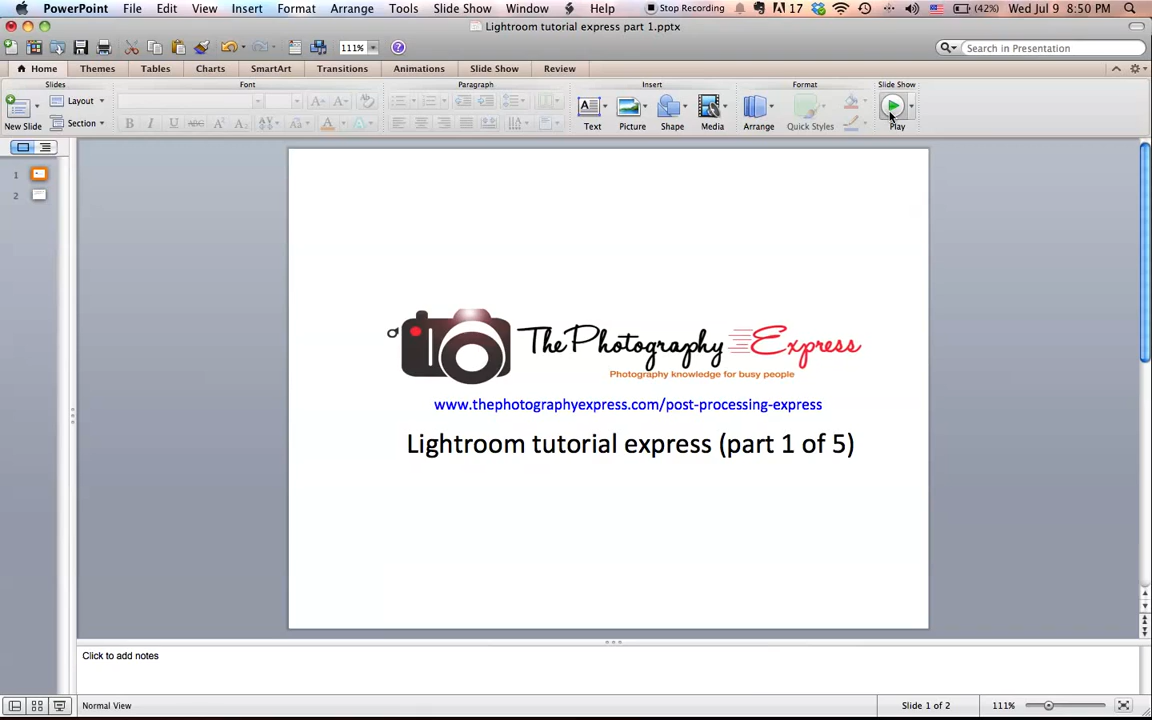 PowerPoint File Edit View Insert Format Arrange Tools Slide Show Window Help Stop Recording 17 (42%) Wed Jul 9 8:50 PM
Lightroom tutorial express part 1.pptx
111% Search in Presentation
Home Themes Tables Charts SmartArt Transitions Animations Slide Show Review
Slides Font Paragraph Insert Format Slide Show
New Slide Layout Section Text Picture Shape Media Arrange Quick Styles Play
B I U ABC A A
1
2
The Photography Express
Photography knowledge for busy people
www.thephotographyexpress.com/post-processing-express
Lightroom tutorial express (part 1 of 5)
Click to add notes
Normal View Slide 1 of 2 111%